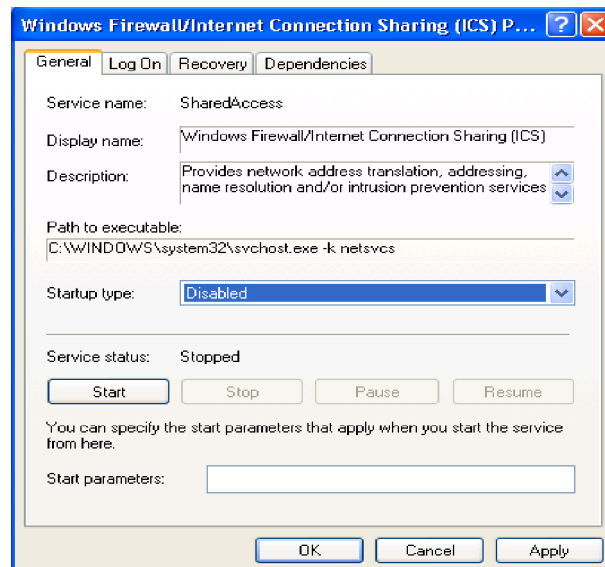 Windows Firewall/Internet Connection Sharing (ICS) P...
General Log On Recovery Dependencies
Service name: SharedAccess
Display name: Windows Firewall/Internet Connection Sharing (ICS)
Description: Provides network address translation, addressing,
name resolution and/or intrusion prevention services
Path to executable:
C:\WINDOWS\system32\svchost.exe -k netsvcs
Startup type: Disabled
Service status: Stopped
Start Stop Pause Resume
You can specify the start parameters that apply when you start the service
from here.
Start parameters:
OK Cancel Apply